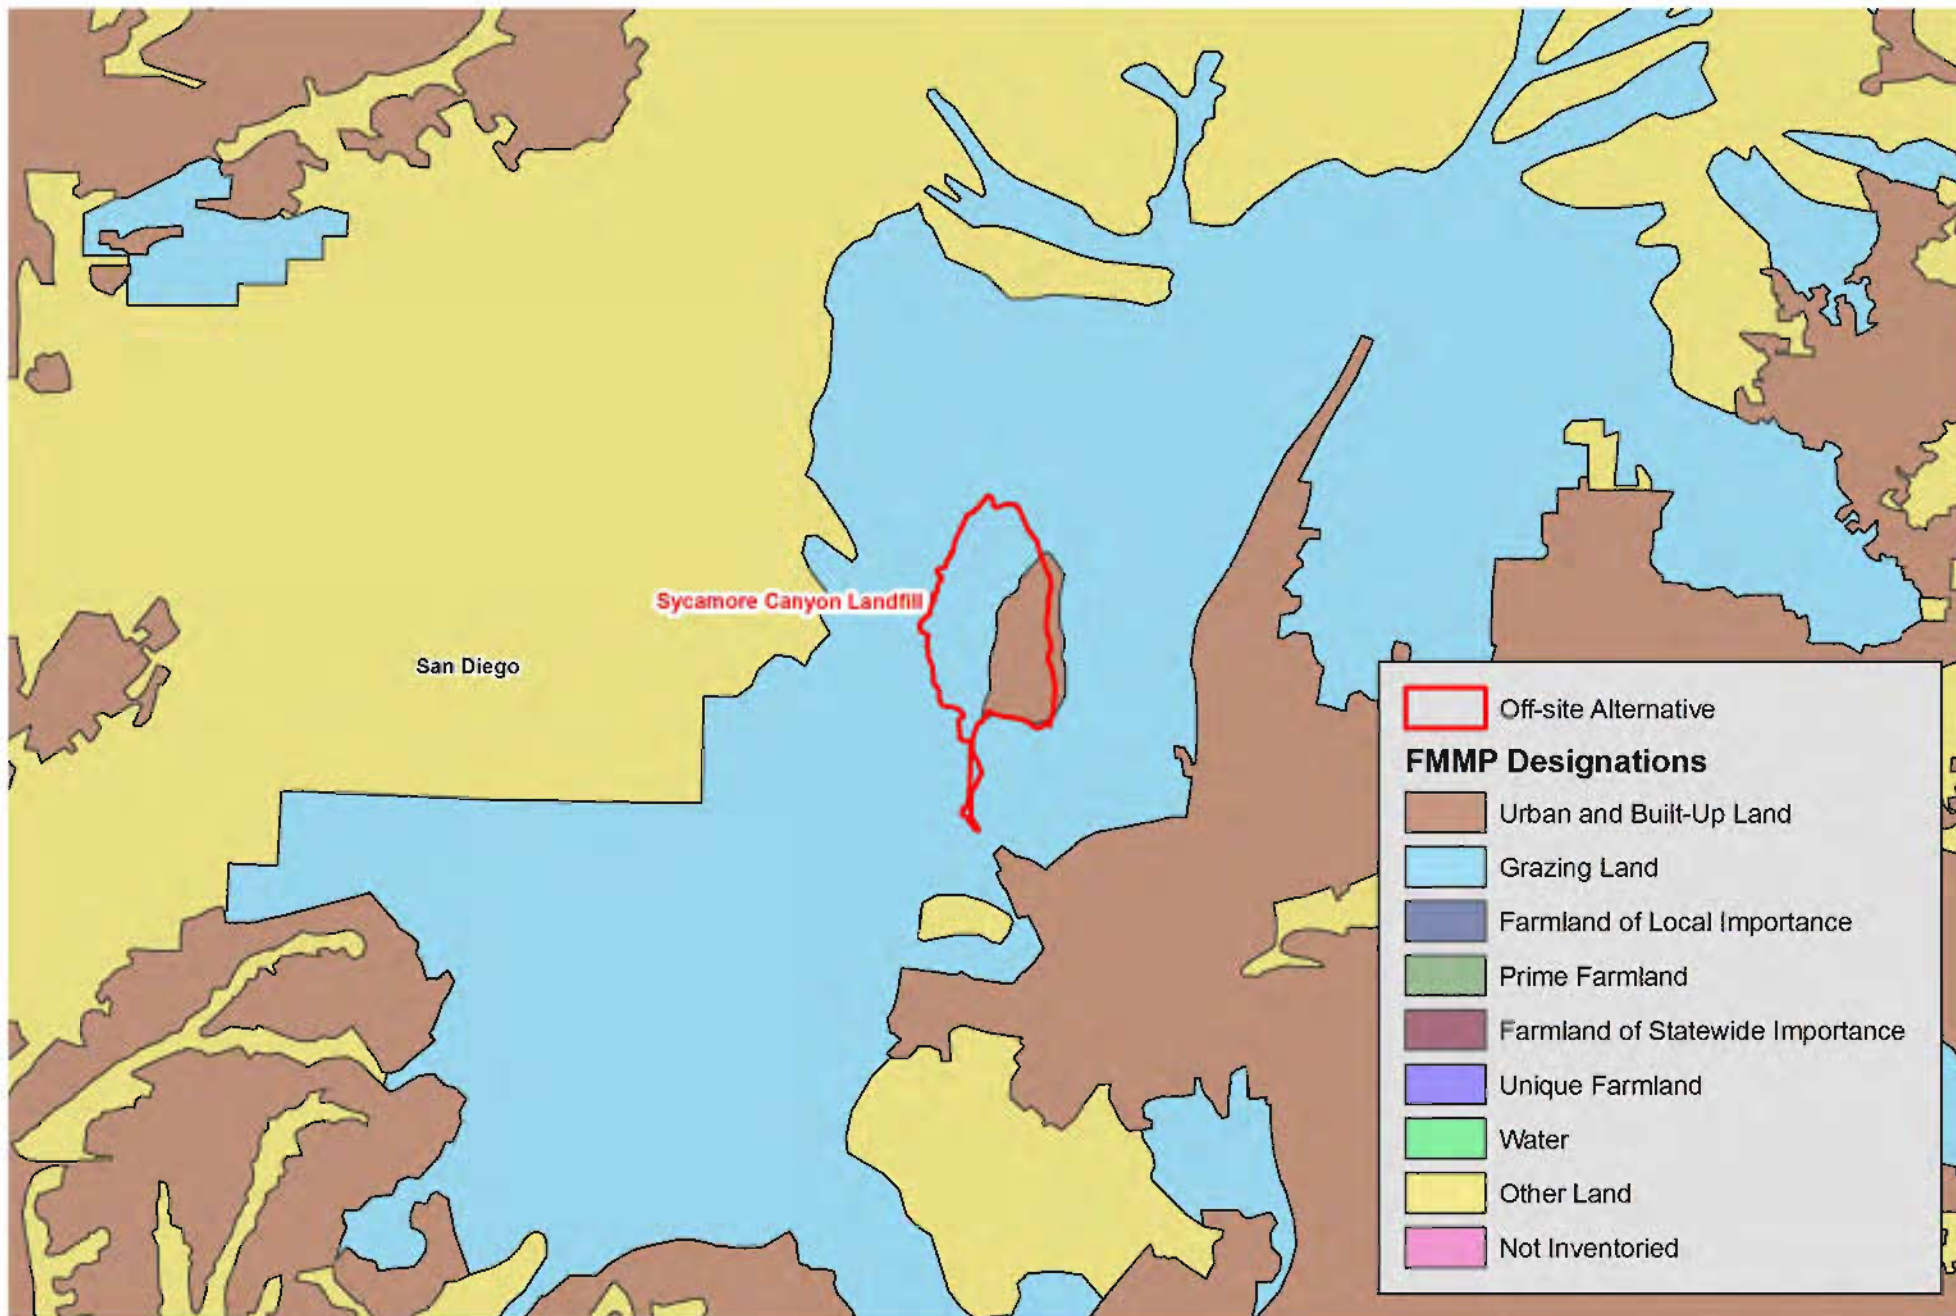 Sycamore Canyon Landfill
San Diego
Off-site Alternative
FMMP Designations
Urban and Built-Up Land
Grazing Land
Farmland of Local Importance
Prime Farmland
Farmland of Statewide Importance
Unique Farmland
Water
Other Land
Not Inventoried